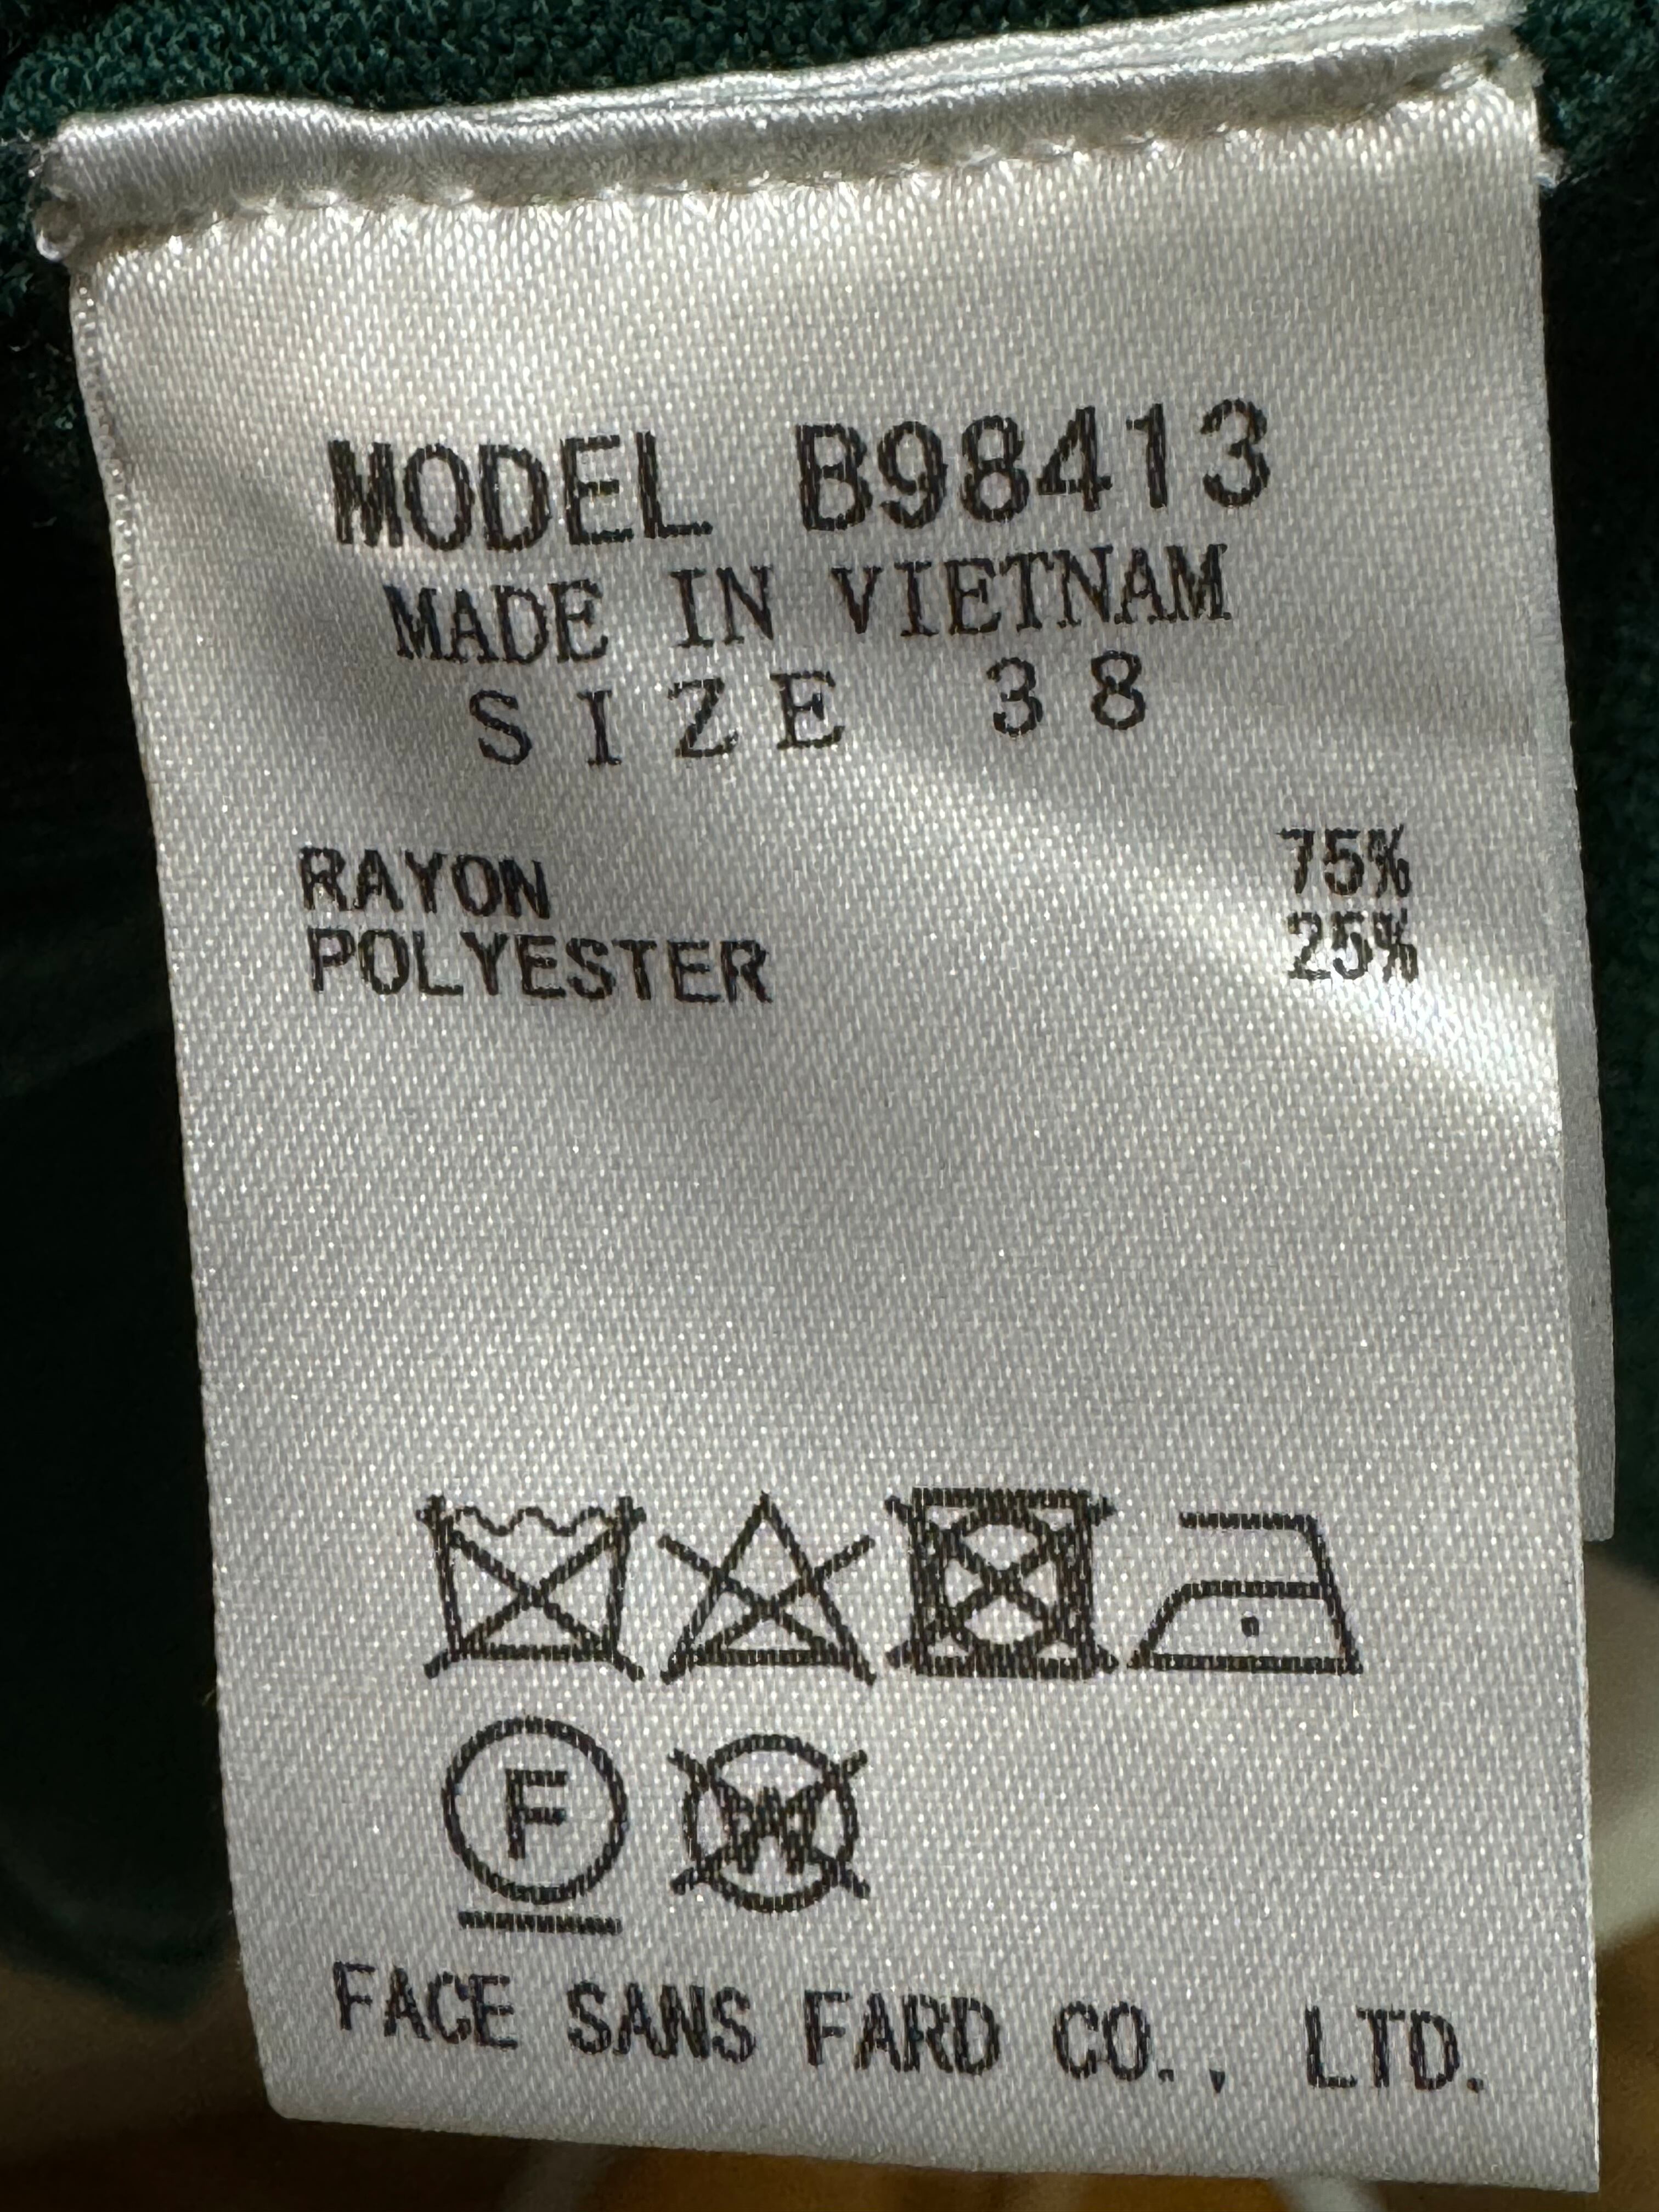 MODEL B98413
MADE IN VIETNAM
SIZE 38
RAYON 75%
POLYESTER 25%
F W
FACE SANS FARD CO., LTD.